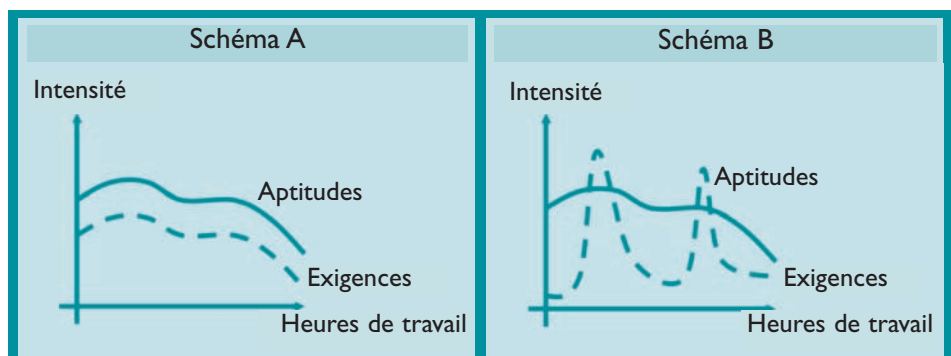 Schéma A
Intensité
Aptitudes
Exigences
Heures de travail
Schéma B
Intensité
Aptitudes
Exigences
Heures de travail